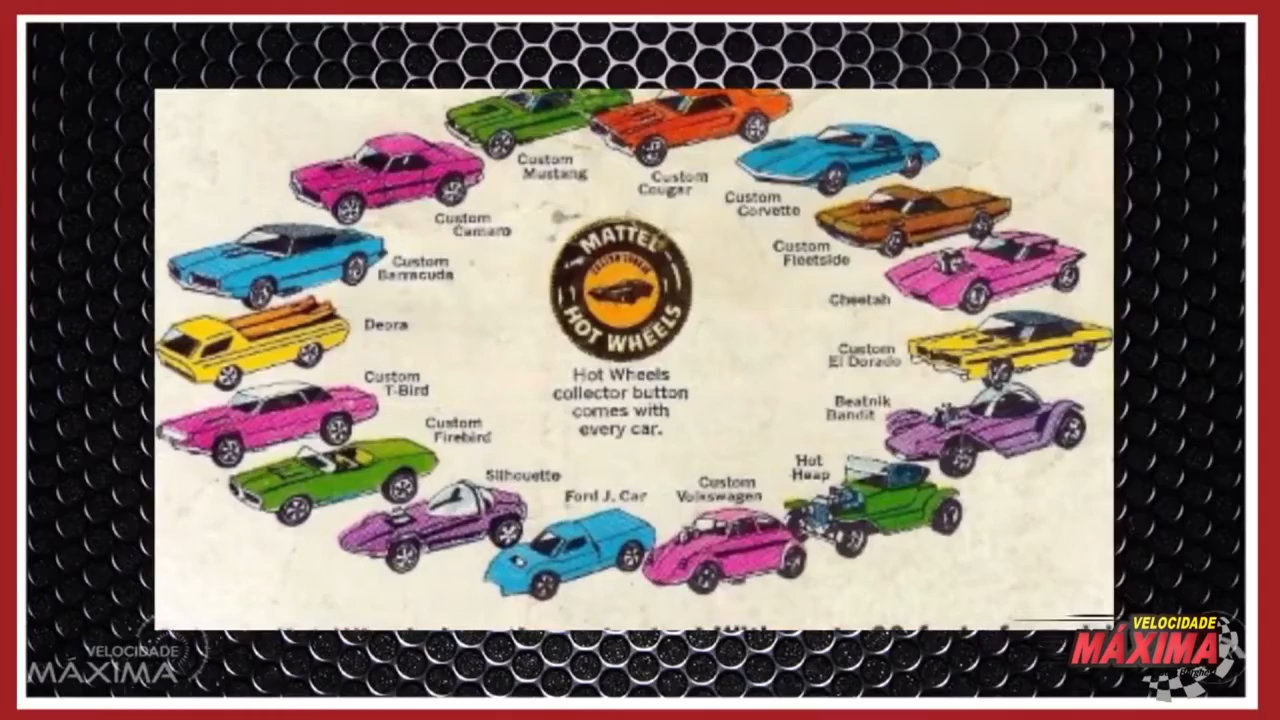 Custom
Mustang
Custom
Cougar
Custom
Corvette
Custom
Camaro
Custom
Fleetside
Custom
Barracuda
Cheetah
Deora
Custom
El Dorado
Custom
T-Bird
Beatnik
Bandit
Custom
Firebird
Hot
Heap
Silhouette
Ford J. Car
Custom
Volkswagen
MATTEL
HOT WHEELS
Hot Wheels
collector button
comes with
every car.
VELOCIDADE
MÁXIMA
VELOCIDADE
MÁXIMA